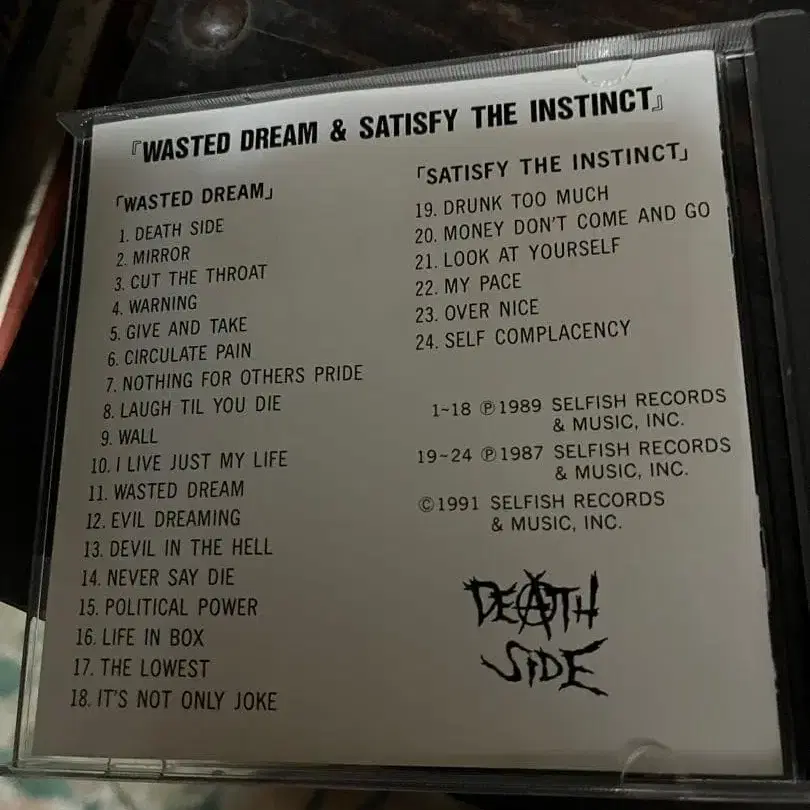 『WASTED DREAM & SATISFY THE INSTINCT』
「WASTED DREAM」
1. DEATH SIDE
2. MIRROR
3. CUT THE THROAT
4. WARNING
5. GIVE AND TAKE
6. CIRCULATE PAIN
7. NOTHING FOR OTHERS PRIDE
8. LAUGH TIL YOU DIE
9. WALL
10. I LIVE JUST MY LIFE
11. WASTED DREAM
12. EVIL DREAMING
13. DEVIL IN THE HELL
14. NEVER SAY DIE
15. POLITICAL POWER
16. LIFE IN BOX
17. THE LOWEST
18. IT'S NOT ONLY JOKE
「SATISFY THE INSTINCT」
19. DRUNK TOO MUCH
20. MONEY DON'T COME AND GO
21. LOOK AT YOURSELF
22. MY PACE
23. OVER NICE
24. SELF COMPLACENCY
1~18 ℗1989 SELFISH RECORDS
& MUSIC, INC.
19~24 ℗1987 SELFISH RECORDS
& MUSIC, INC.
©1991 SELFISH RECORDS
& MUSIC, INC.
DEATH
SIDE